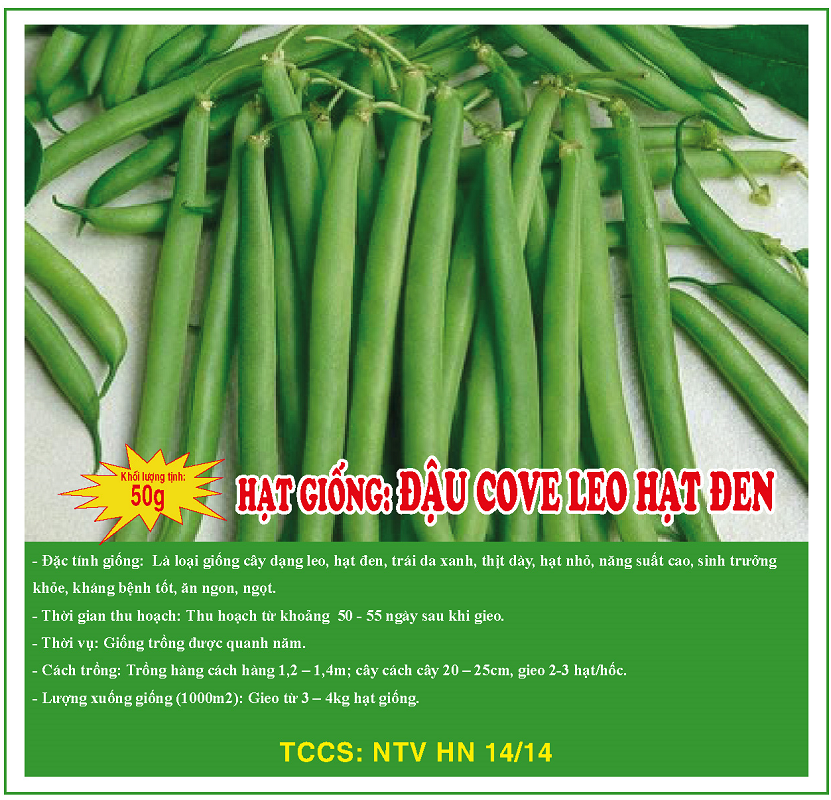 Khối lượng tịnh:
50g
HẠT GIỐNG: ĐẬU COVE LEO HẠT ĐEN
- Đặc tính giống: Là loại giống cây dạng leo, hạt đen, trái da xanh, thịt dày, hạt nhỏ, năng suất cao, sinh trưởng
khỏe, kháng bệnh tốt, ăn ngon, ngọt.
- Thời gian thu hoạch: Thu hoạch từ khoảng 50 - 55 ngày sau khi gieo.
- Thời vụ: Giống trồng được quanh năm.
- Cách trồng: Trồng hàng cách hàng 1,2 – 1,4m; cây cách cây 20 – 25cm, gieo 2-3 hạt/hốc.
- Lượng xuống giống (1000m2): Gieo từ 3 – 4kg hạt giống.
TCCS: NTV HN 14/14